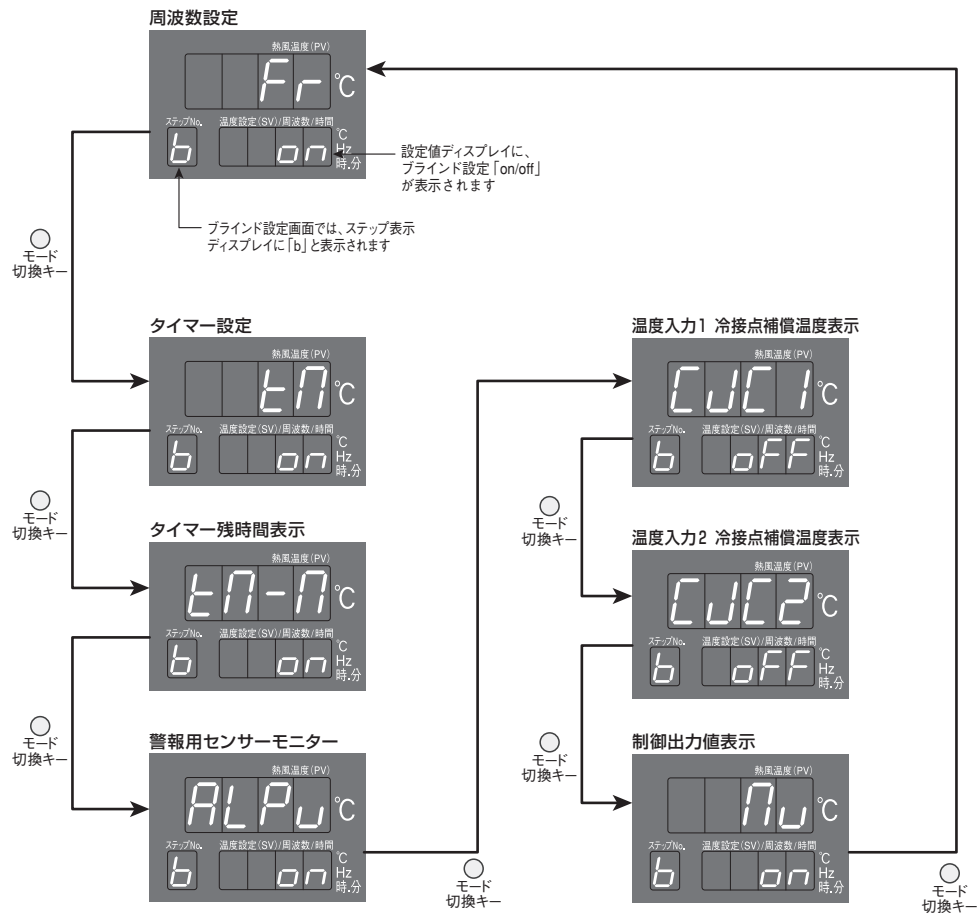 周波数設定
熱風温度(PV)
Fr ℃
ステップNo. 温度設定(SV)/周波数/時間
b on ℃
Hz
時.分
設定値ディスプレイに、
ブラインド設定「on/off」
が表示されます
ブラインド設定画面では、ステップ表示
ディスプレイに「b」と表示されます
モード
切換キー
タイマー設定
熱風温度(PV)
tM ℃
ステップNo. 温度設定(SV)/周波数/時間
b on ℃
Hz
時.分
モード
切換キー
タイマー残時間表示
熱風温度(PV)
tM-M ℃
ステップNo. 温度設定(SV)/周波数/時間
b on ℃
Hz
時.分
モード
切換キー
警報用センサーモニター
熱風温度(PV)
ALPu ℃
ステップNo. 温度設定(SV)/周波数/時間
b on ℃
Hz
時.分
モード
切換キー
温度入力1 冷接点補償温度表示
熱風温度(PV)
CJC1 ℃
ステップNo. 温度設定(SV)/周波数/時間
b oFF ℃
Hz
時.分
モード
切換キー
温度入力2 冷接点補償温度表示
熱風温度(PV)
CJC2 ℃
ステップNo. 温度設定(SV)/周波数/時間
b oFF ℃
Hz
時.分
モード
切換キー
制御出力値表示
熱風温度(PV)
Mu ℃
ステップNo. 温度設定(SV)/周波数/時間
b on ℃
Hz
時.分
モード
切換キー